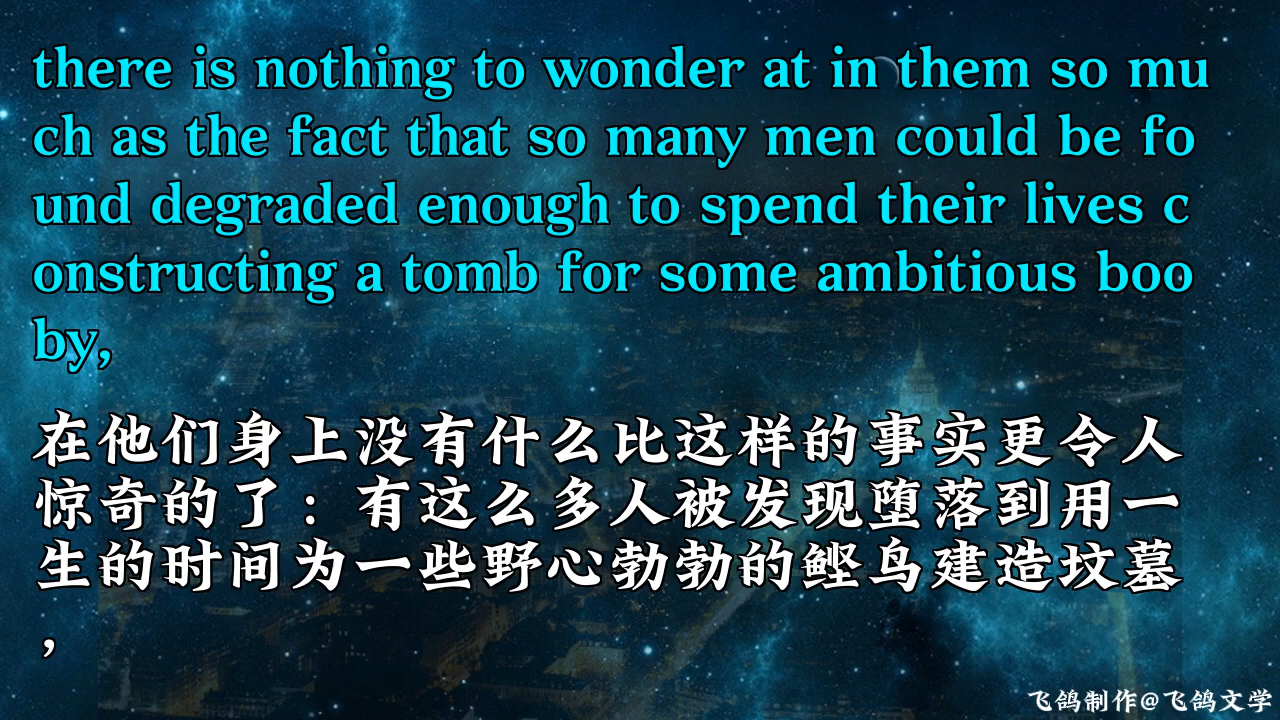 there is nothing to wonder at in them so mu
ch as the fact that so many men could be fo
und degraded enough to spend their lives c
onstructing a tomb for some ambitious boo
by,
在他们身上没有什么比这样的事实更令人
惊奇的了：有这么多人被发现堕落到用一
生的时间为一些野心勃勃的鲣鸟建造坟墓
，
飞鸽制作@飞鸽文学